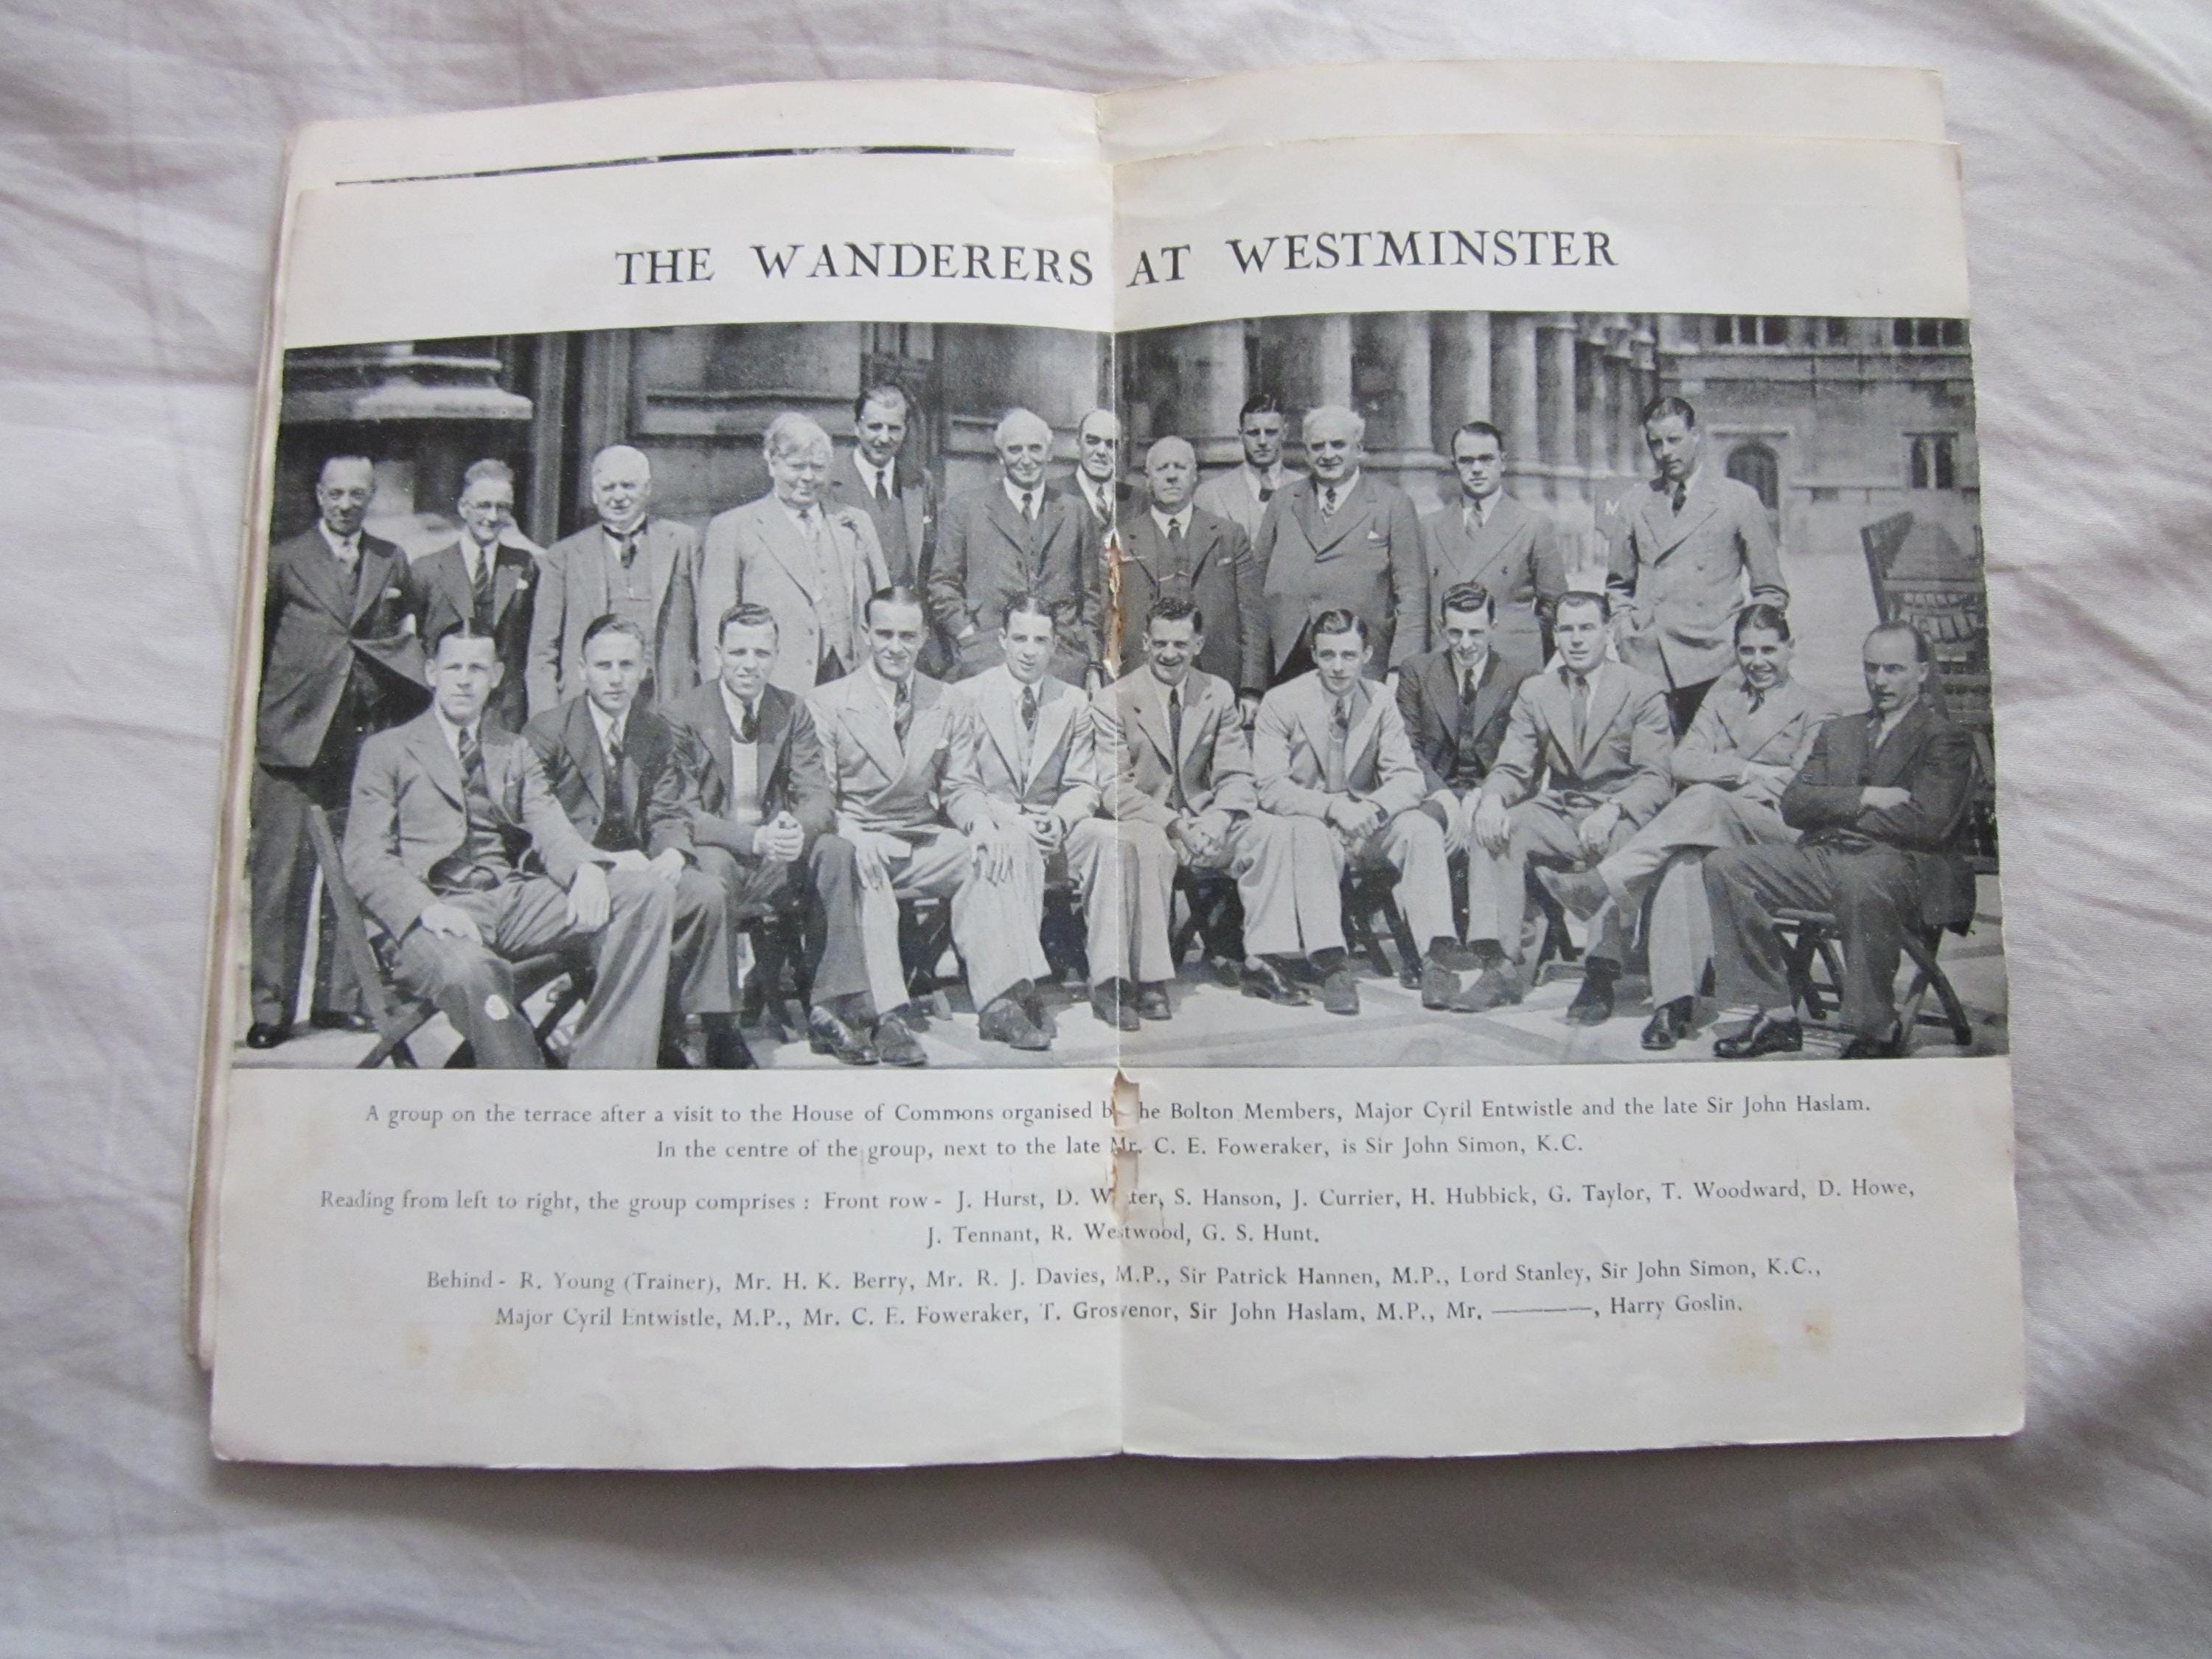 THE WANDERERS AT WESTMINSTER
A group on the terrace after a visit to the House of Commons organised b he Bolton Members, Major Cyril Entwistle and the late Sir John Haslam.
In the centre of the group, next to the late Mr. C. E. Foweraker, is Sir John Simon, K.C.
Reading from left to right, the group comprises : Front row - J. Hurst, D. W ter, S. Hanson, J. Currier, H. Hubbick, G. Taylor, T. Woodward, D. Howe,
J. Tennant, R. Westwood, G. S. Hunt.
Behind - R. Young (Trainer), Mr. H. K. Berry, Mr. R. J. Davies, M.P., Sir Patrick Hannen, M.P., Lord Stanley, Sir John Simon, K.C.,
Major Cyril Entwistle, M.P., Mr. C. E. Foweraker, T. Grosvenor, Sir John Haslam, M.P., Mr. ———, Harry Goslin.